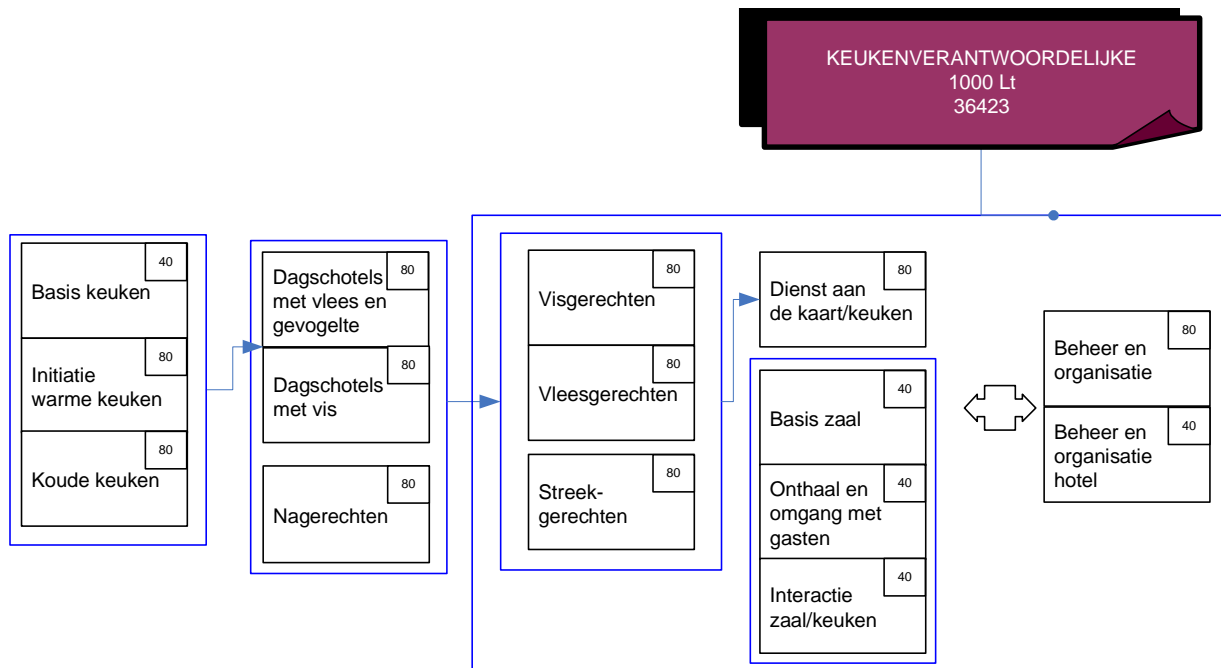 KEUKENVERANTWOORDELIJKE
1000 Lt
36423
40
Basis keuken
80
Initiatie
warme keuken
80
Koude keuken
80
Dagschotels
met vlees en
gevogelte
80
Dagschotels
met vis
80
Nagerechten
80
Visgerechten
80
Vleesgerechten
80
Streek-
gerechten
80
Dienst aan
de kaart/keuken
40
Basis zaal
40
Onthaal en
omgang met
gasten
40
Interactie
zaal/keuken
80
Beheer en
organisatie
40
Beheer en
organisatie
hotel